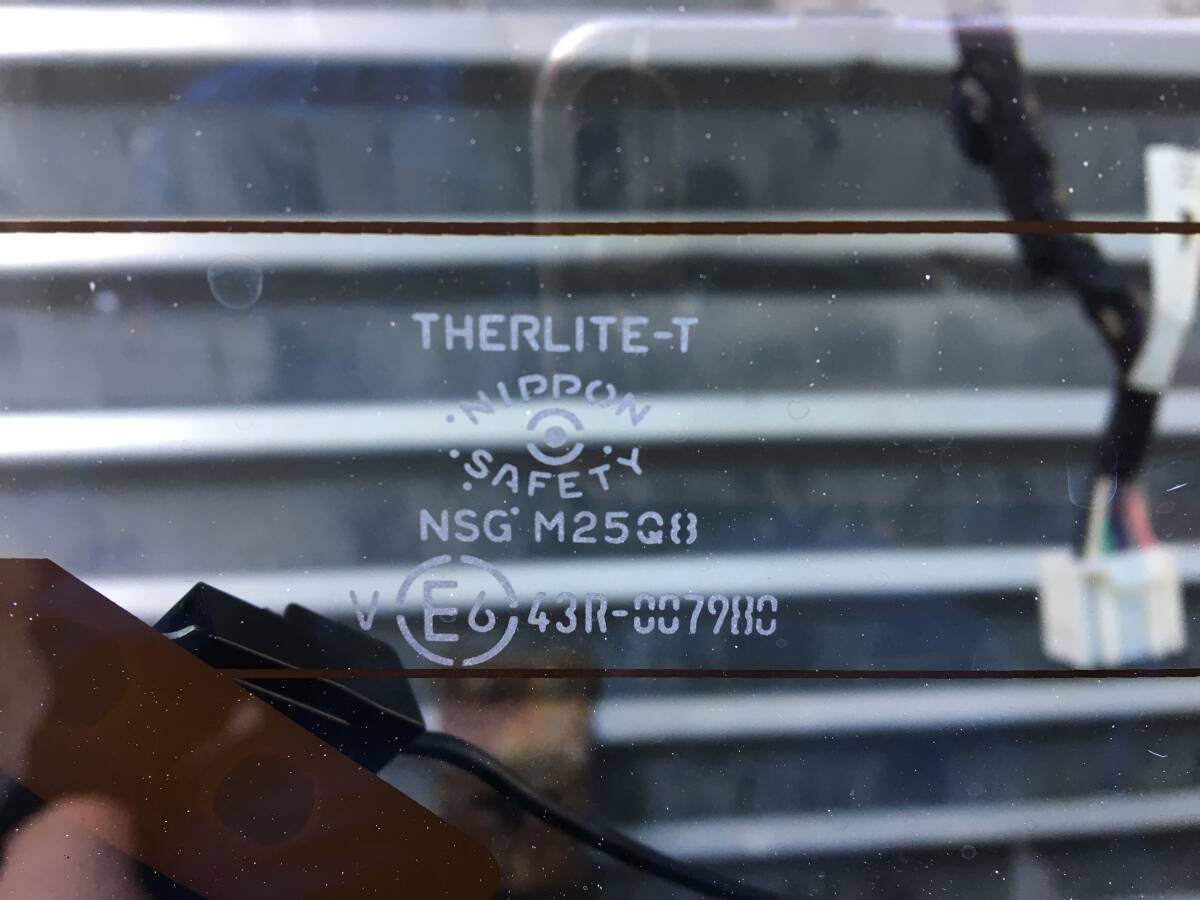 THERLITE-T
NIPPON
SAFETY
NSG M25Q8
V E6 43R-007980